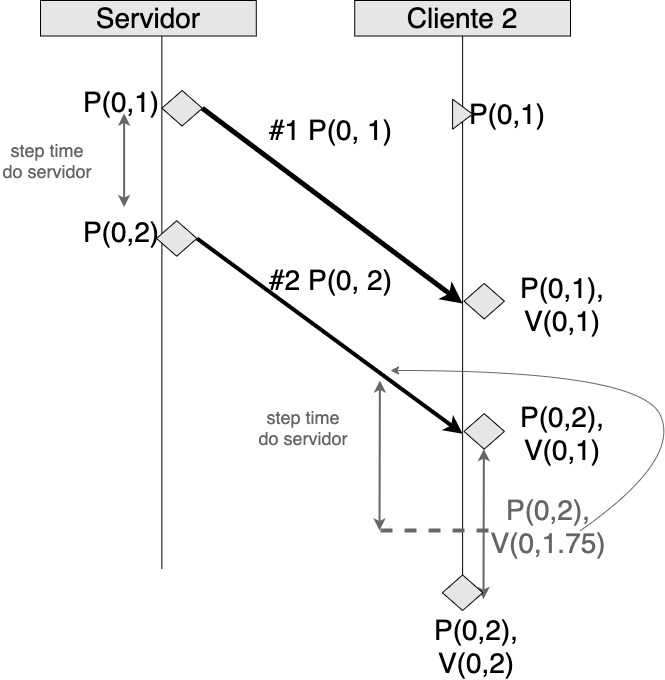 Servidor
Cliente 2
P(0,1)
#1 P(0, 1)
P(0,1)
step time
do servidor
P(0,2)
#2 P(0, 2)
P(0,1),
V(0,1)
step time
do servidor
P(0,2),
V(0,1)
P(0,2),
V(0,1.75)
P(0,2),
V(0,2)